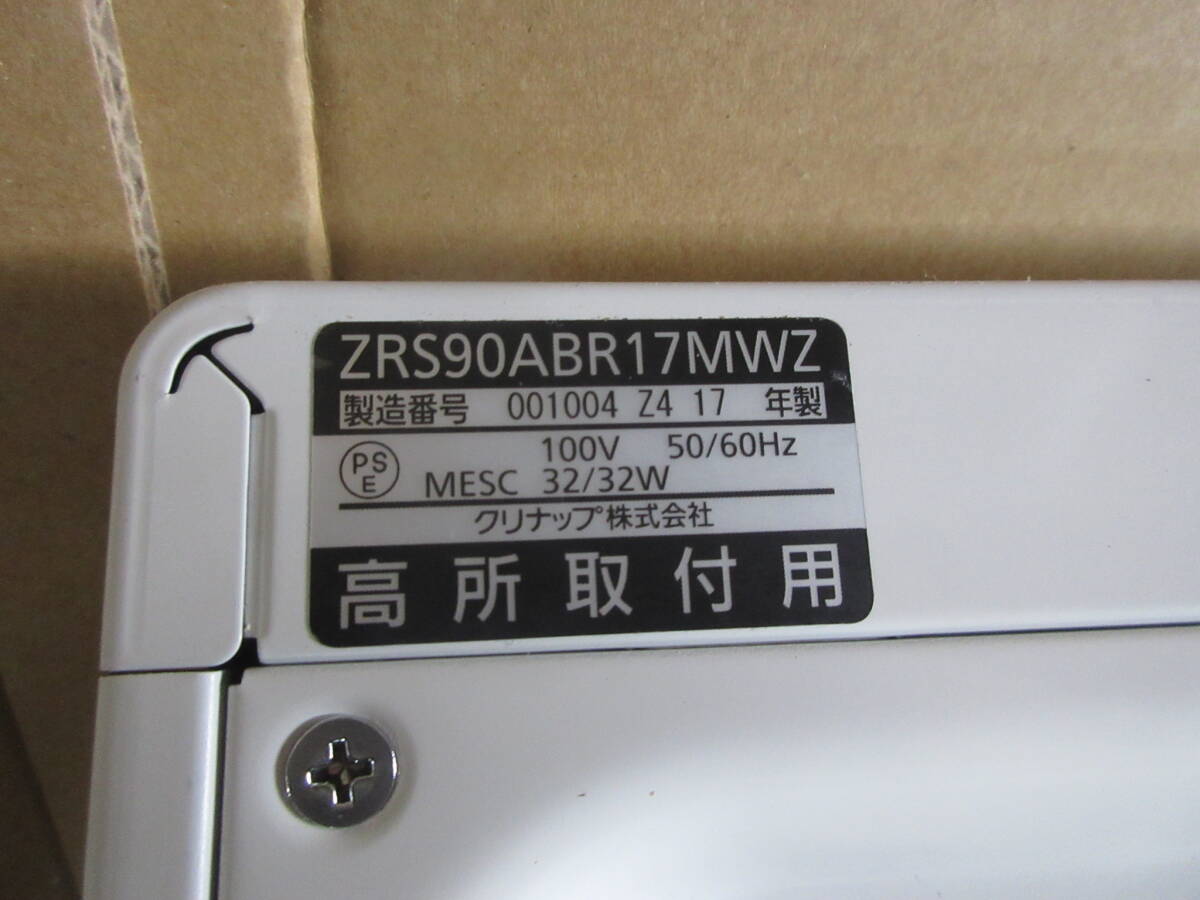 ZRS90ABR17MWZ
製造番号 001004 Z4 17 年製
PS E 100V 50/60Hz
MESC 32/32W
クリナップ株式会社
高所取付用